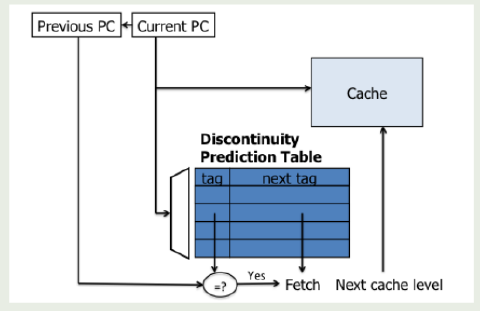 Previous PC
Current PC
Cache
Discontinuity
Prediction Table
tag
next tag
=?
Yes
Fetch
Next cache level